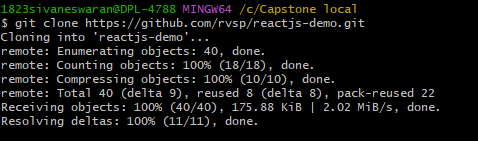 1823sivaneswaran@DPL-4788 MINGW64 /c/Capstone local
$ git clone https://github.com/rvsp/reactjs-demo.git
Cloning into 'reactjs-demo'...
remote: Enumerating objects: 40, done.
remote: Counting objects: 100% (18/18), done.
remote: Compressing objects: 100% (10/10), done.
remote: Total 40 (delta 9), reused 8 (delta 8), pack-reused 22
Receiving objects: 100% (40/40), 175.88 KiB | 2.02 MiB/s, done.
Resolving deltas: 100% (11/11), done.